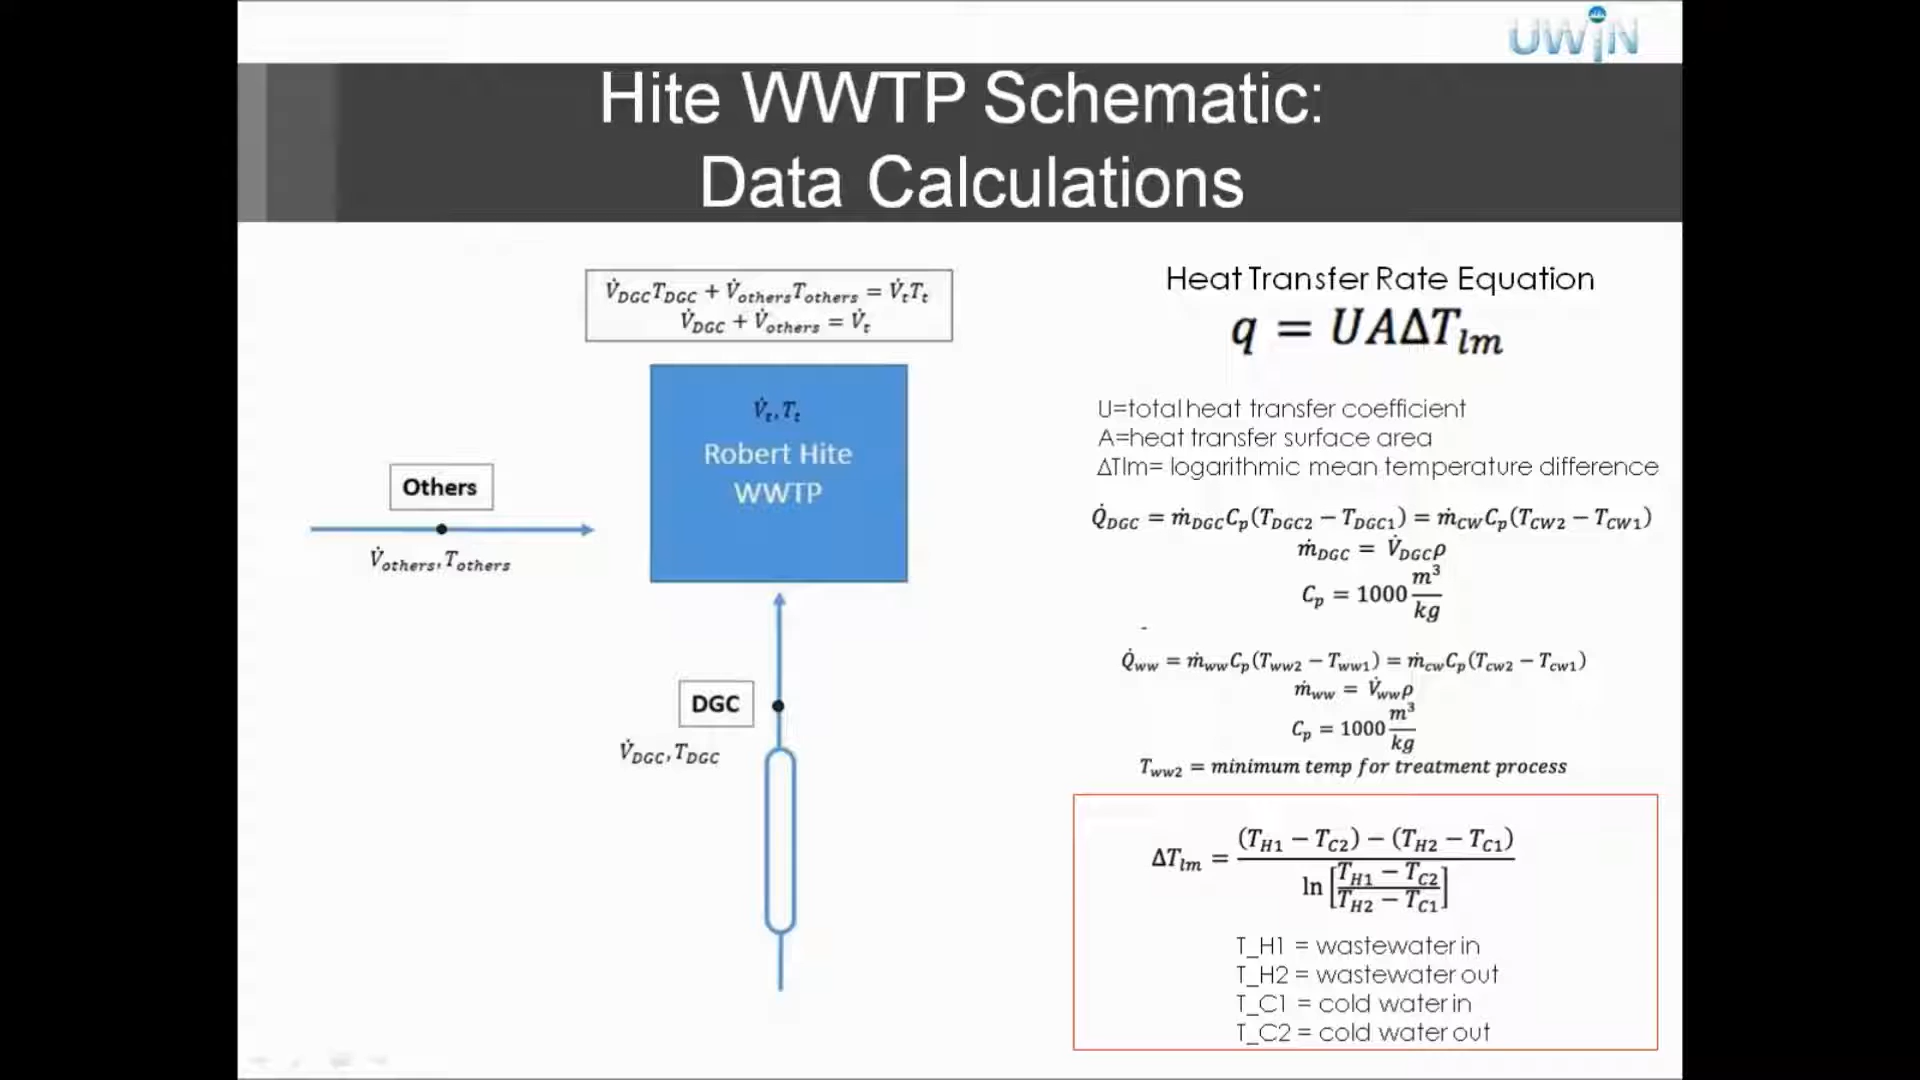 UWIN
Hite WWTP Schematic:
Data Calculations
V̇_DGC T_DGC + V̇_others T_others = V̇_t T_t
V̇_DGC + V̇_others = V̇_t
V̇_t, T_t
Robert Hite
WWTP
Others
V̇_others, T_others
DGC
V̇_DGC, T_DGC
Heat Transfer Rate Equation
q = UAΔT_lm
U=total heat transfer coefficient
A=heat transfer surface area
ΔTlm= logarithmic mean temperature difference
Q̇_DGC = ṁ_DGC C_p (T_DGC2 − T_DGC1) = ṁ_CW C_p (T_CW2 − T_CW1)
ṁ_DGC = V̇_DGC ρ
C_p = 1000 m³/kg
Q̇_ww = ṁ_ww C_p (T_ww2 − T_ww1) = ṁ_cw C_p (T_cw2 − T_cw1)
ṁ_ww = V̇_ww ρ
C_p = 1000 m³/kg
T_ww2 = minimum temp for treatment process
ΔT_lm = (T_H1 − T_C2) − (T_H2 − T_C1) / ln [T_H1 − T_C2 / T_H2 − T_C1]
T_H1 = wastewater in
T_H2 = wastewater out
T_C1 = cold water in
T_C2 = cold water out